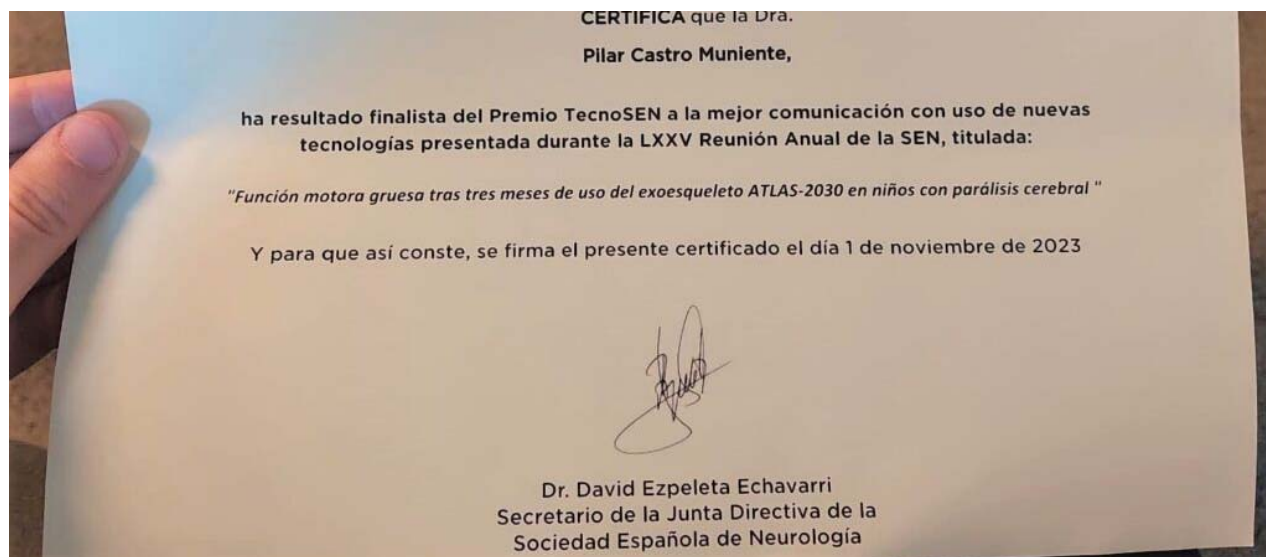 CERTIFICA que la Dra.
Pilar Castro Muniente,
ha resultado finalista del Premio TecnoSEN a la mejor comunicación con uso de nuevas
tecnologías presentada durante la LXXV Reunión Anual de la SEN, titulada:
"Función motora gruesa tras tres meses de uso del exoesqueleto ATLAS-2030 en niños con parálisis cerebral "
Y para que así conste, se firma el presente certificado el día 1 de noviembre de 2023
Dr. David Ezpeleta Echavarri
Secretario de la Junta Directiva de la
Sociedad Española de Neurología